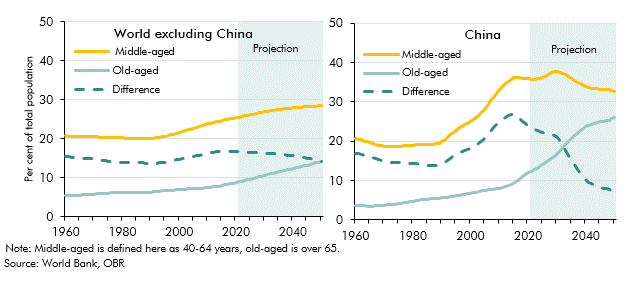 World excluding China
Projection
Middle-aged
Old-aged
Difference
Per cent of total population
50
40
30
20
10
0
1960 1980 2000 2020 2040
China
Projection
Middle-aged
Old-aged
Difference
50
40
30
20
10
0
1960 1980 2000 2020 2040
Note: Middle-aged is defined here as 40-64 years, old-aged is over 65.
Source: World Bank, OBR